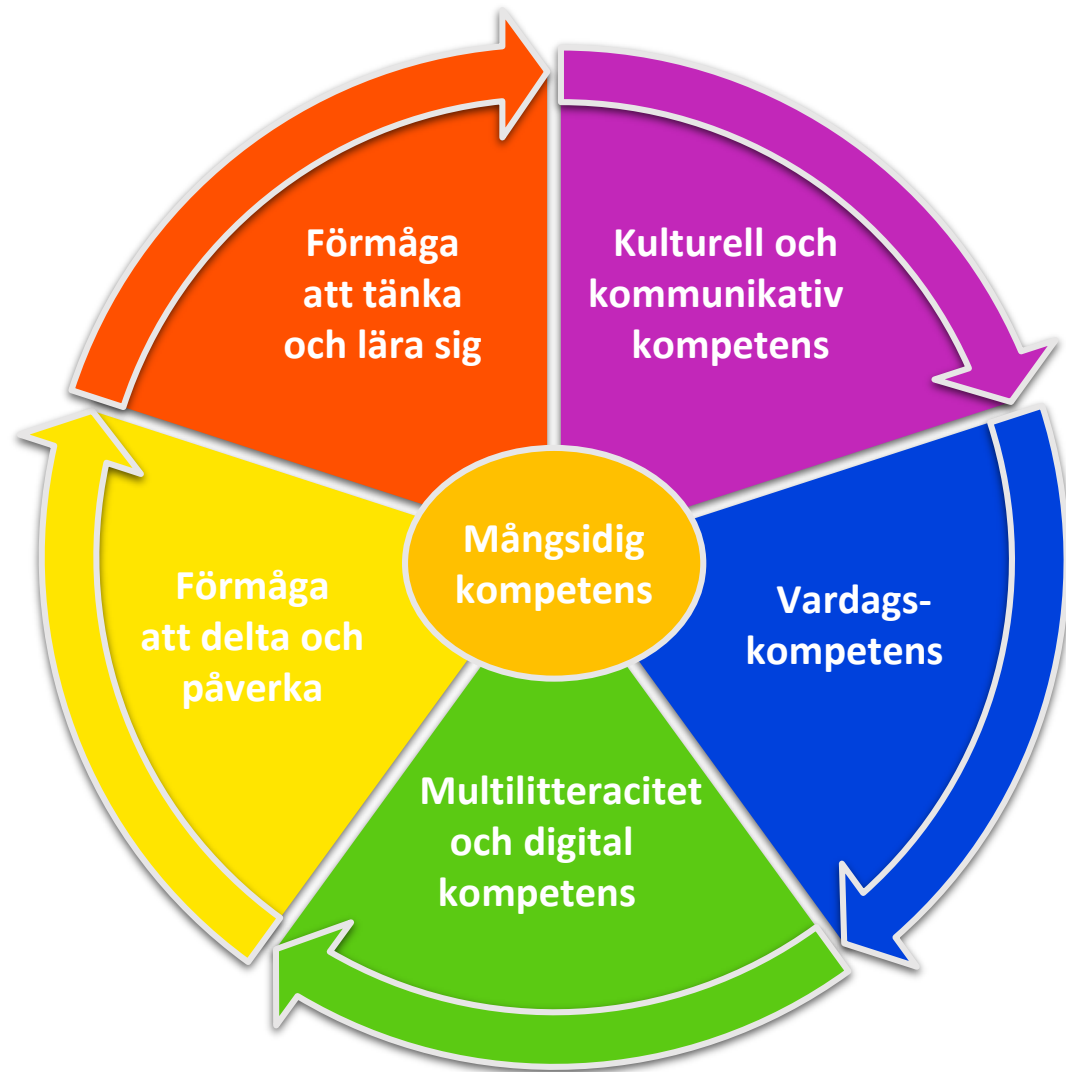 Förmåga
att tänka
och lära sig
Kulturell och
kommunikativ
kompetens
Mångsidig
kompetens
Vardags-
kompetens
Förmåga
att delta och
påverka
Multilitteracitet
och digital
kompetens